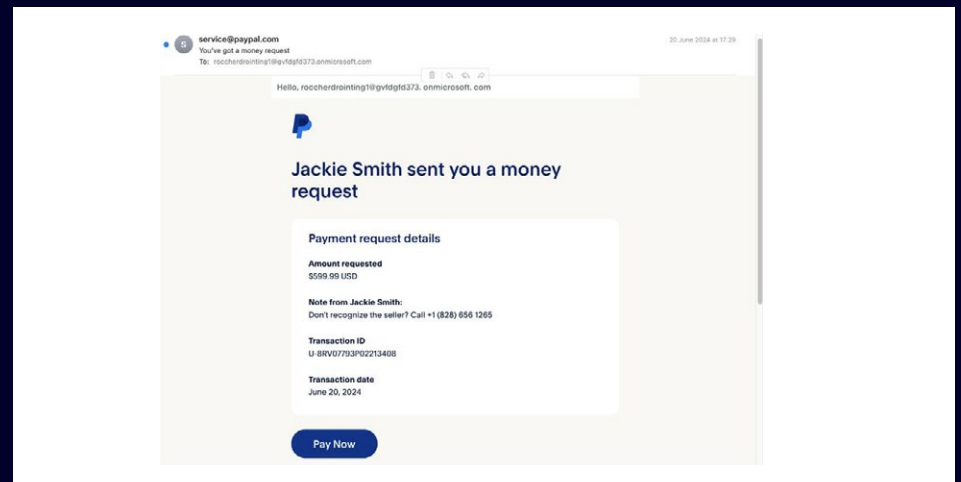 S
service@paypal.com
20 June 2024 at 17:29
You've got a money request
To: roccherdrointing1@gvfdgfd373.onmicrosoft.com
Hello, roccherdrointing1@gvfdgfd373. onmicrosoft. com
Jackie Smith sent you a money
request
Payment request details
Amount requested
$599.99 USD
Note from Jackie Smith:
Don't recognize the seller? Call +1 (828) 656 1265
Transaction ID
U-8RV07793P02213408
Transaction date
June 20, 2024
Pay Now